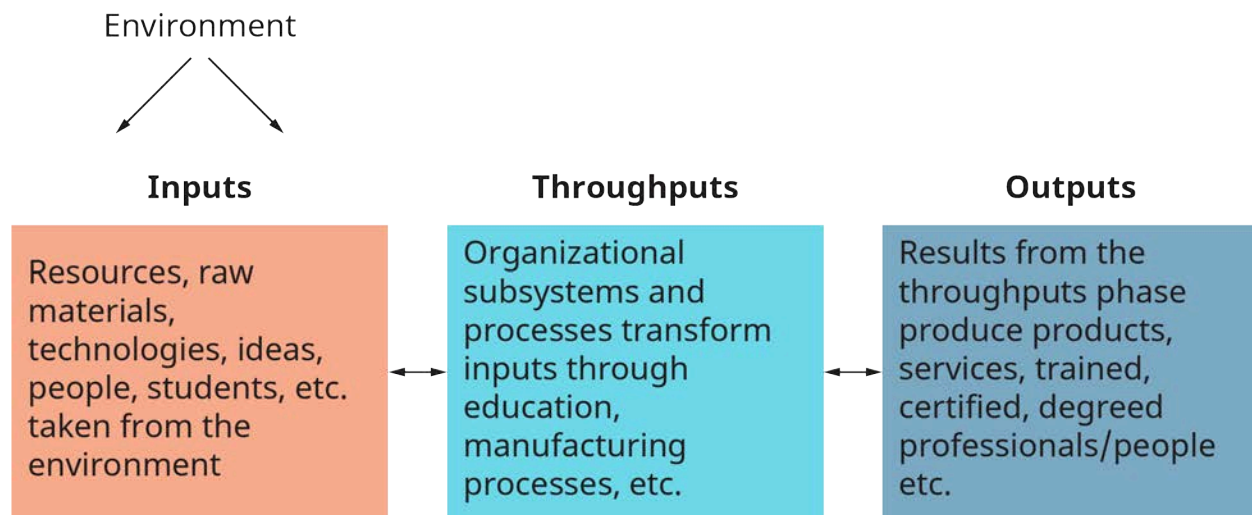 Environment
Inputs
Resources, raw
materials,
technologies, ideas,
people, students, etc.
taken from the
environment
Throughputs
Organizational
subsystems and
processes transform
inputs through
education,
manufacturing
processes, etc.
Outputs
Results from the
throughputs phase
produce products,
services, trained,
certified, degreed
professionals/people
etc.